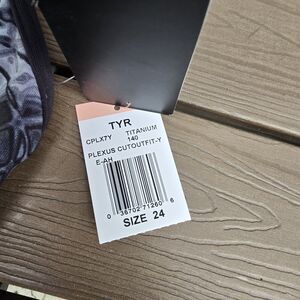 TYR
CPLX7Y TITANIUM
140
PLEXUS CUTOUTFIT-Y
E-AH
0 36702 71260 6
SIZE 24